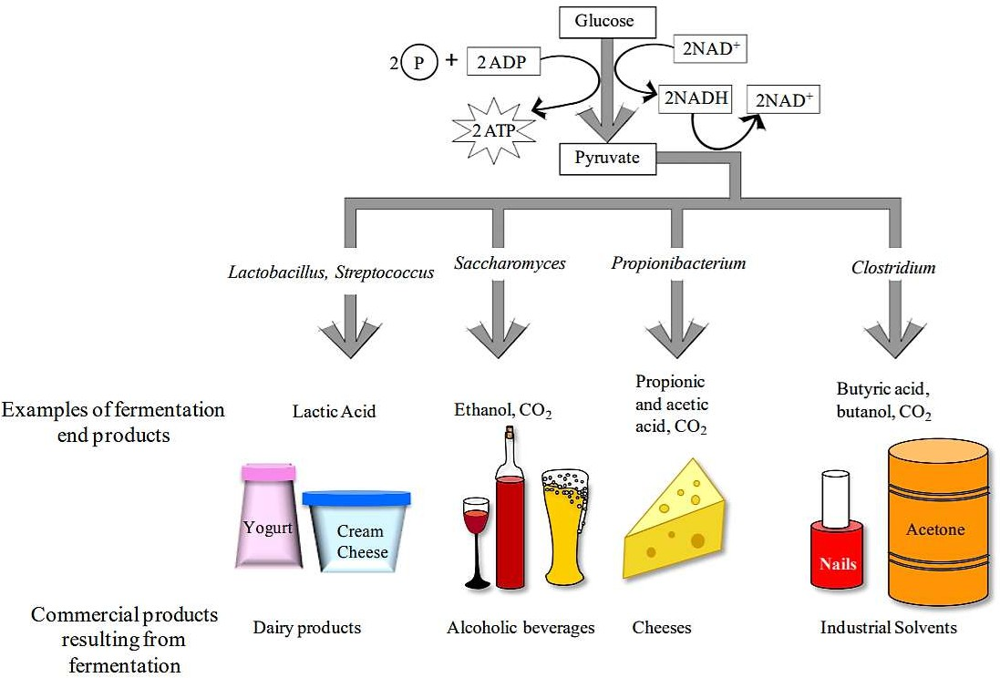 Glucose
2 P + 2 ADP
2NAD⁺
2NADH
2NAD⁺
2 ATP
Pyruvate
Lactobacillus, Streptococcus
Saccharomyces
Propionibacterium
Clostridium
Examples of fermentation
end products
Lactic Acid
Ethanol, CO₂
Propionic
and acetic
acid, CO₂
Butyric acid,
butanol, CO₂
Yogurt
Cream
Cheese
Nails
Acetone
Commercial products
resulting from
fermentation
Dairy products
Alcoholic beverages
Cheeses
Industrial Solvents